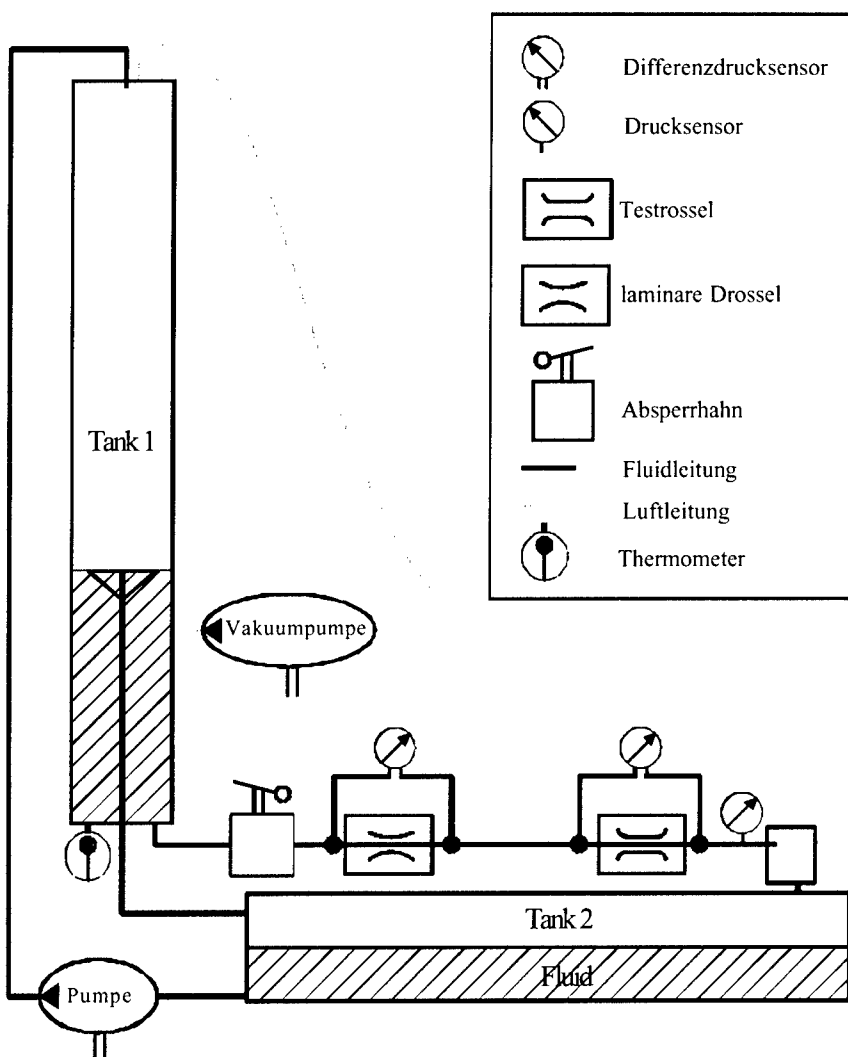 Differenzdrucksensor
Drucksensor
Testrossel
laminare Drossel
Absperrhahn
Fluidleitung
Luftleitung
Thermometer
Tank 1
Vakuumpumpe
Tank 2
Fluid
Pumpe